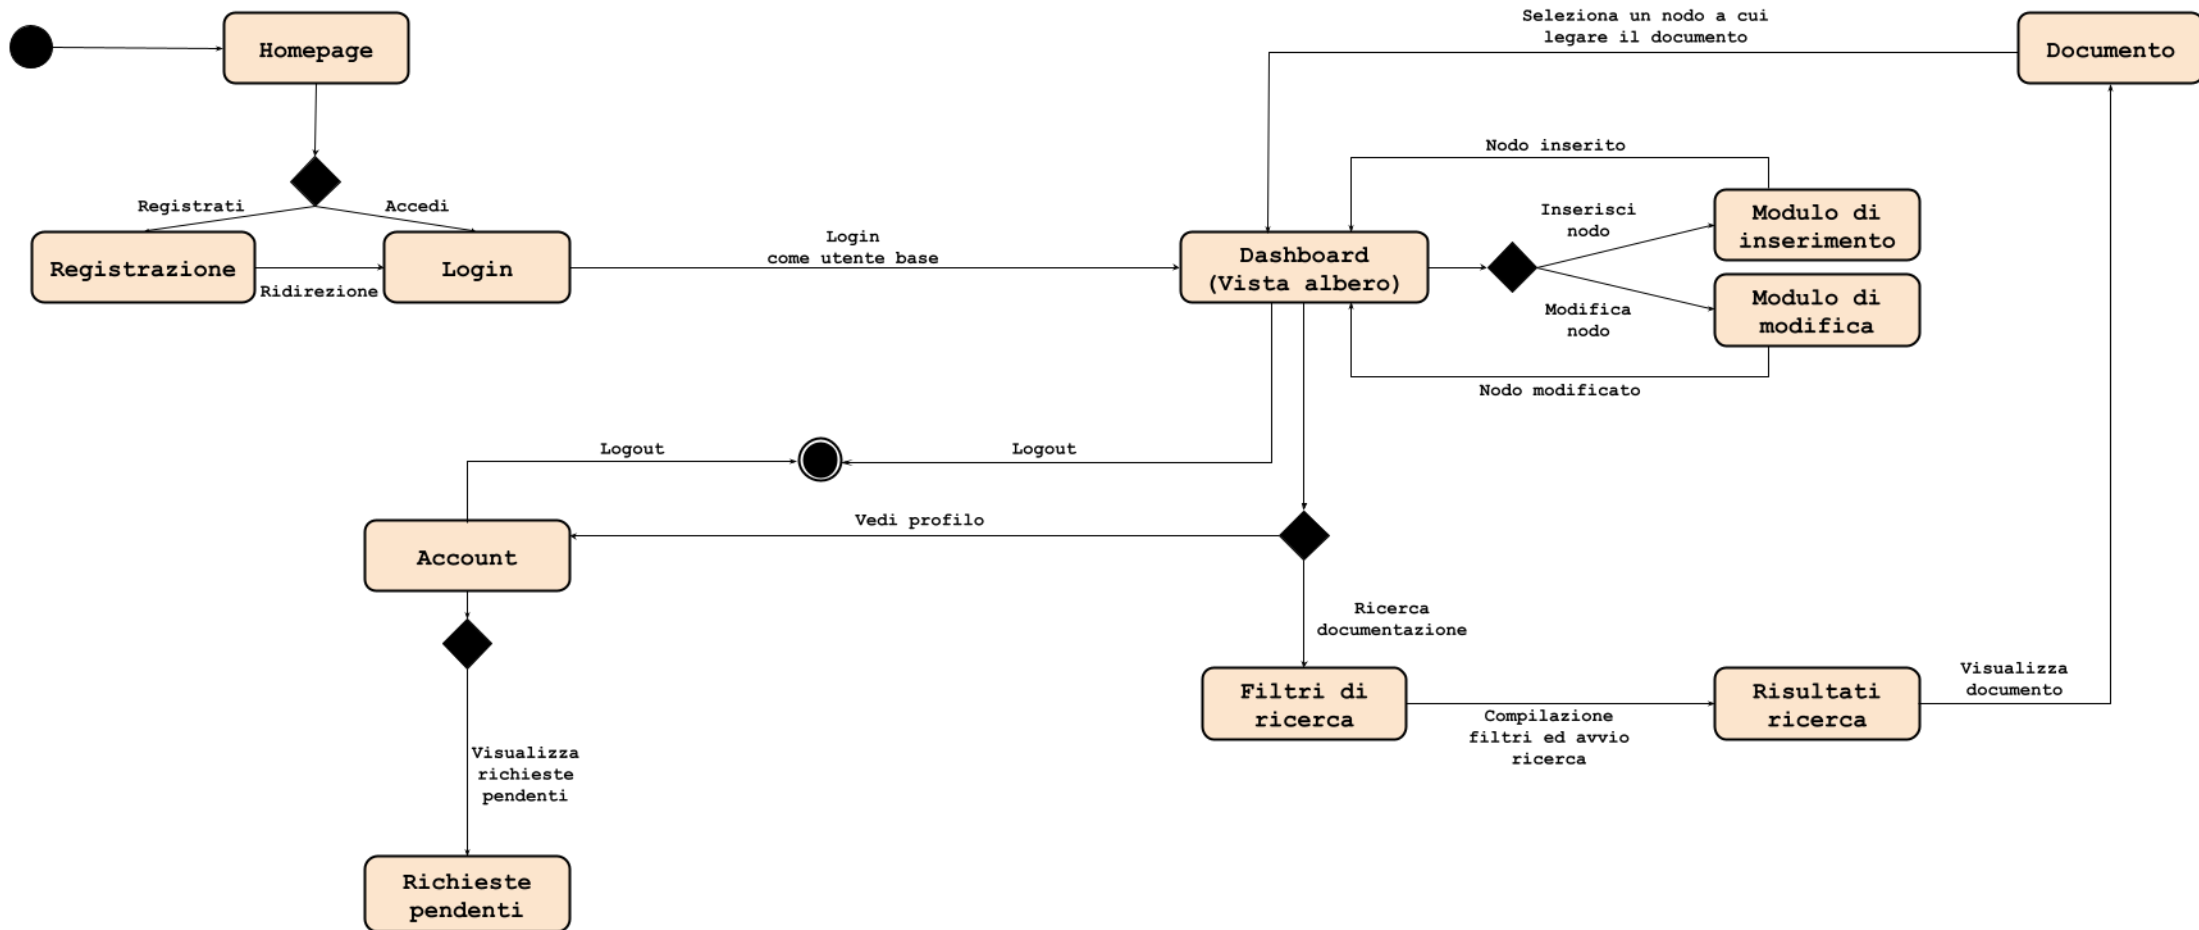 Seleziona un nodo a cui
legare il documento
Homepage
Documento
Nodo inserito
Registrati
Accedi
Inserisci
nodo
Modulo di
inserimento
Registrazione
Ridirezione
Login
Login
come utente base
Dashboard
(Vista albero)
Modifica
nodo
Modulo di
modifica
Nodo modificato
Logout
Logout
Vedi profilo
Account
Ricerca
documentazione
Filtri di
ricerca
Compilazione
filtri ed avvio
ricerca
Risultati
ricerca
Visualizza
documento
Visualizza
richieste
pendenti
Richieste
pendenti